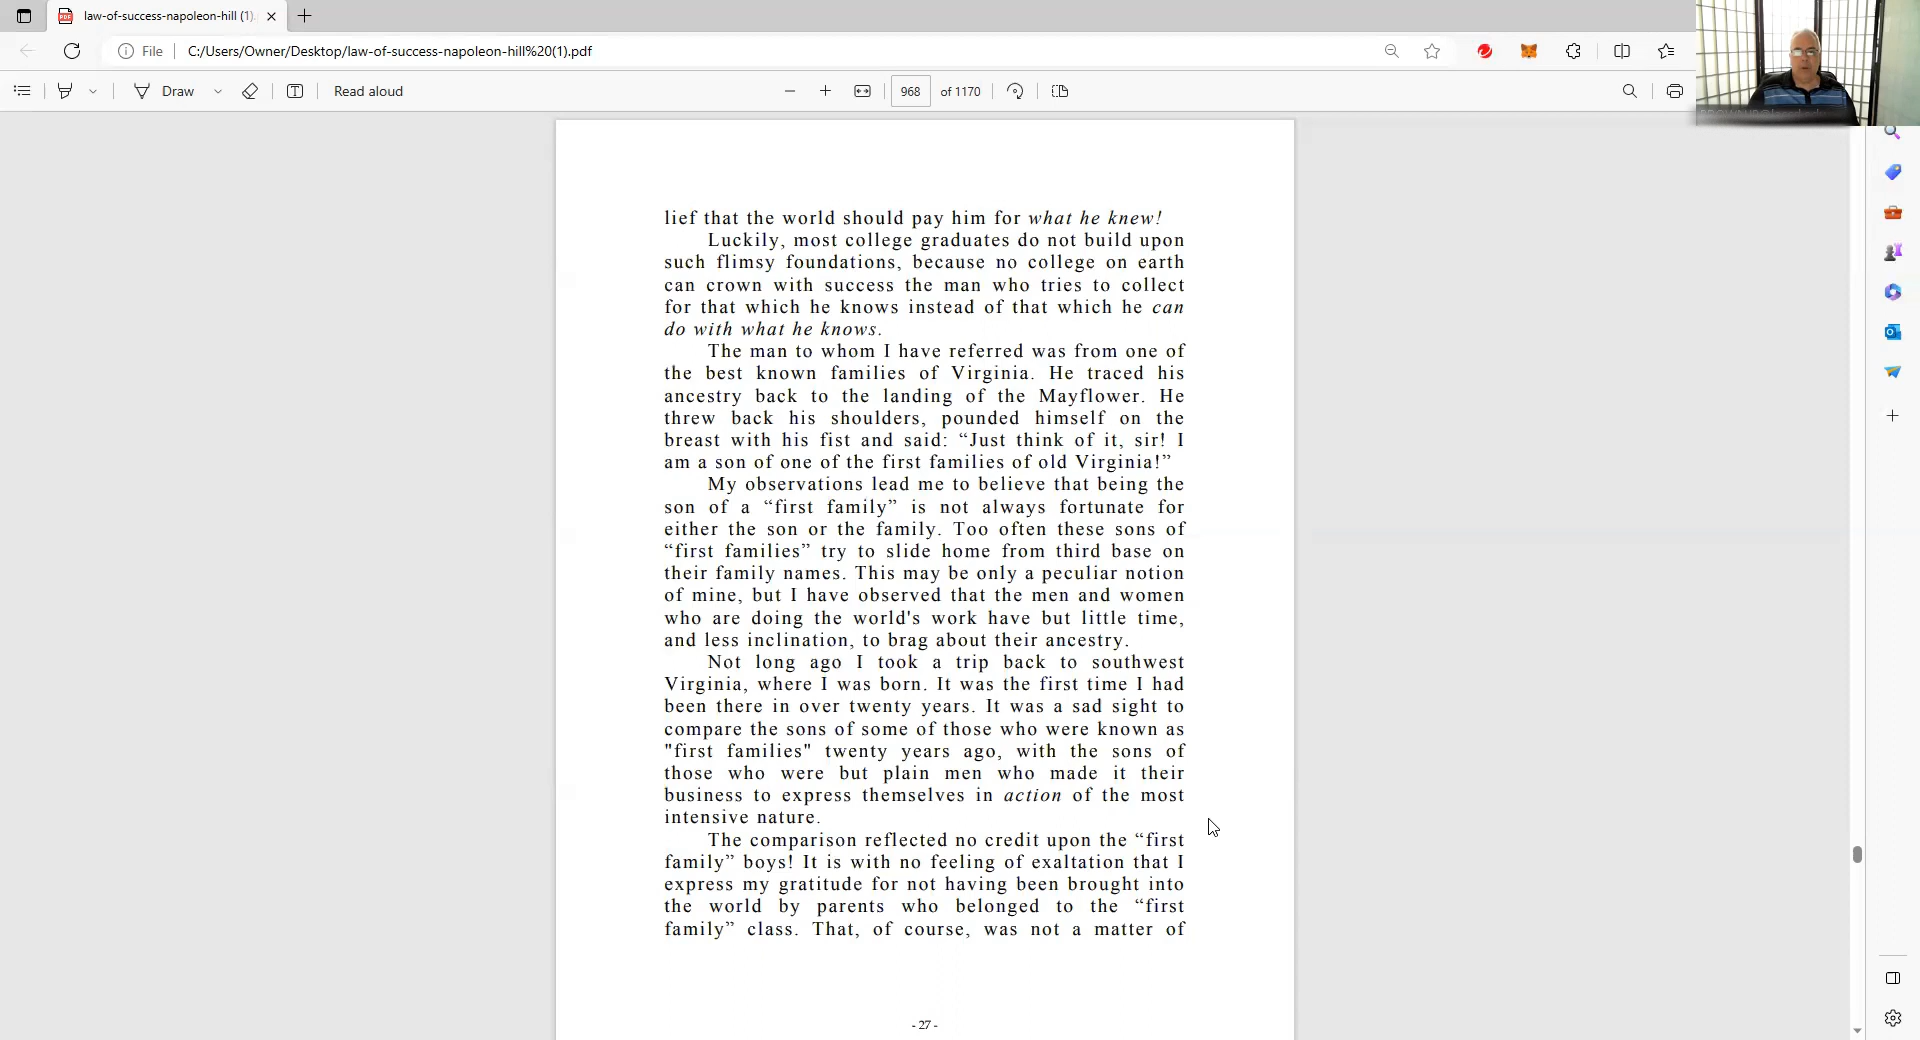 law-of-success-napoleon-hill (1).
File
C:/Users/Owner/Desktop/law-of-success-napoleon-hill%20(1).pdf
Draw
Read aloud
968 of 1170
lief that the world should pay him for what he knew!
Luckily, most college graduates do not build upon
such flimsy foundations, because no college on earth
can crown with success the man who tries to collect
for that which he knows instead of that which he can
do with what he knows.
The man to whom I have referred was from one of
the best known families of Virginia. He traced his
ancestry back to the landing of the Mayflower. He
threw back his shoulders, pounded himself on the
breast with his fist and said: “Just think of it, sir! I
am a son of one of the first families of old Virginia!”
My observations lead me to believe that being the
son of a “first family” is not always fortunate for
either the son or the family. Too often these sons of
“first families” try to slide home from third base on
their family names. This may be only a peculiar notion
of mine, but I have observed that the men and women
who are doing the world's work have but little time,
and less inclination, to brag about their ancestry.
Not long ago I took a trip back to southwest
Virginia, where I was born. It was the first time I had
been there in over twenty years. It was a sad sight to
compare the sons of some of those who were known as
"first families" twenty years ago, with the sons of
those who were but plain men who made it their
business to express themselves in action of the most
intensive nature.
The comparison reflected no credit upon the “first
family” boys! It is with no feeling of exaltation that I
express my gratitude for not having been brought into
the world by parents who belonged to the “first
family” class. That, of course, was not a matter of
- 27 -